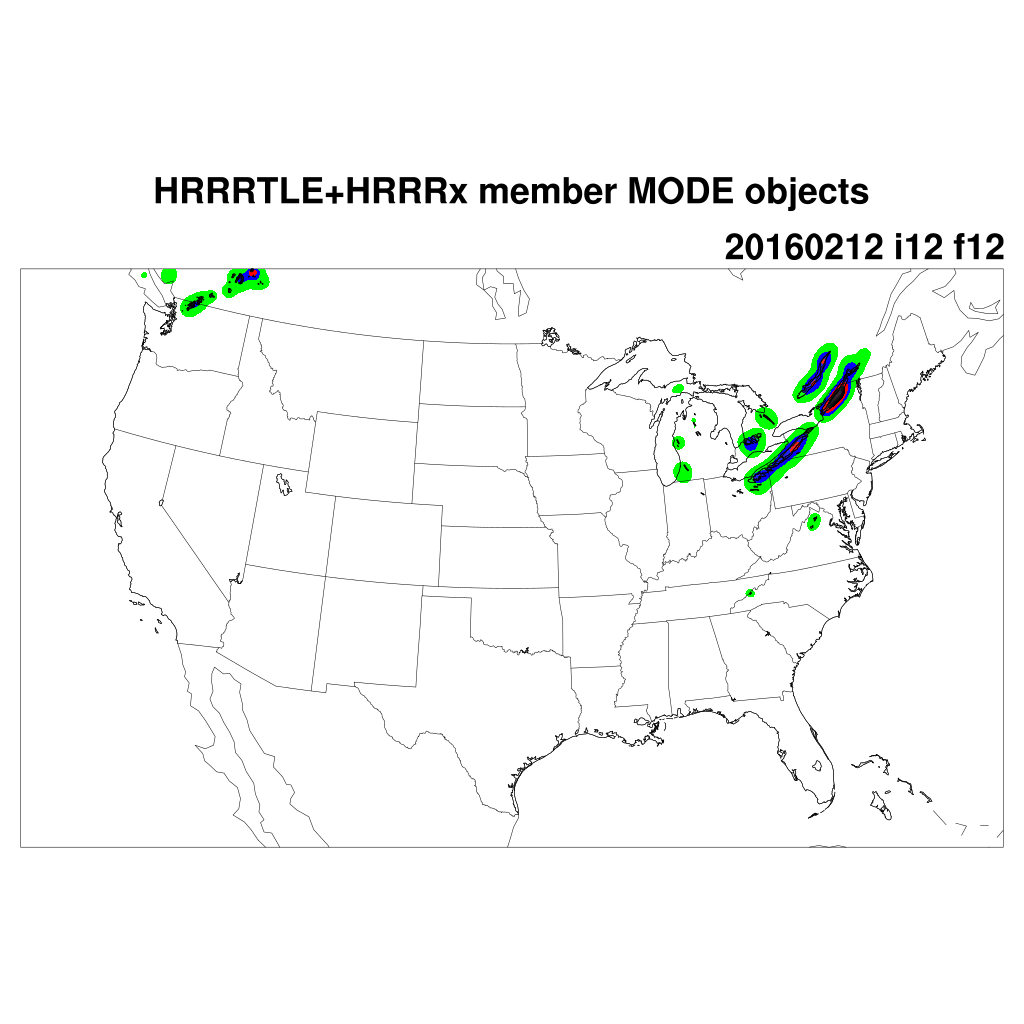 HRRRTLE+HRRRx member MODE objects
20160212 i12 f12